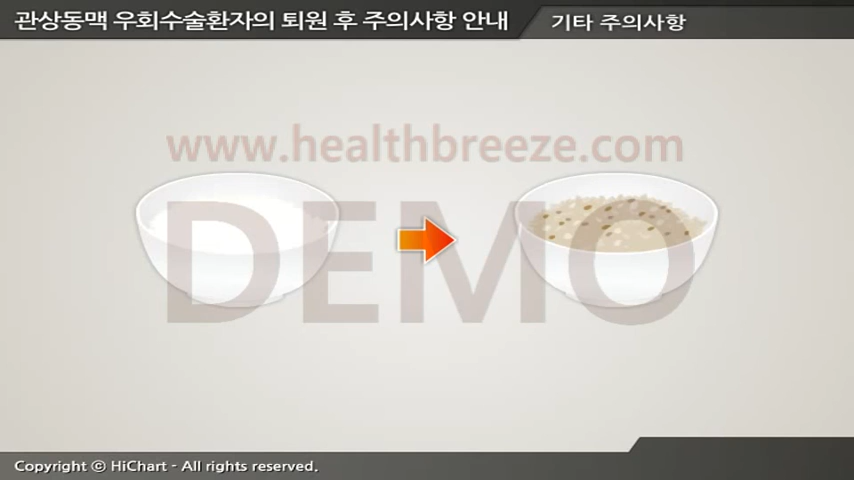 관상동맥 우회수술환자의 퇴원 후 주의사항 안내
기타 주의사항
www.healthbreeze.com
DEMO
Copyright ⓒ HiChart - All rights reserved.